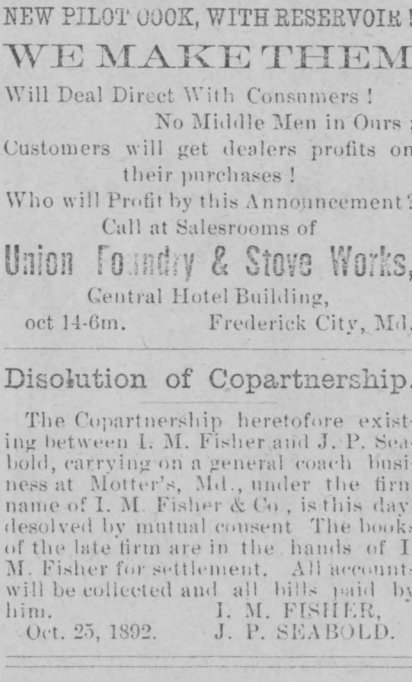 NEW PILOT COOK, WITH RESERVOIR!
WE MAKE THEM
Will Deal Direct With Consumers !
No Middle Men in Ours ;
Customers will get dealers profits on
their purchases !
Who will Profit by this Announcement?
Call at Salesrooms of
Union Foundry & Stove Works,
Central Hotel Building,
oct 14-6m. Frederick City, Md.
Disolution of Copartnership.
The Copartnership heretofore exist-
ing between I. M. Fisher and J. P. Sea-
bold, carrying on a general coach busi
ness at Motter's, Md., under the firm
name of I. M. Fisher & Co., is this day
desolved by mutual consent The books
of the late firm are in the hands of I.
M. Fisher for settlement. All accounts
will be collected and all bills paid by
him. I. M. FISHER,
Oct. 25, 1892. J. P. SEABOLD.